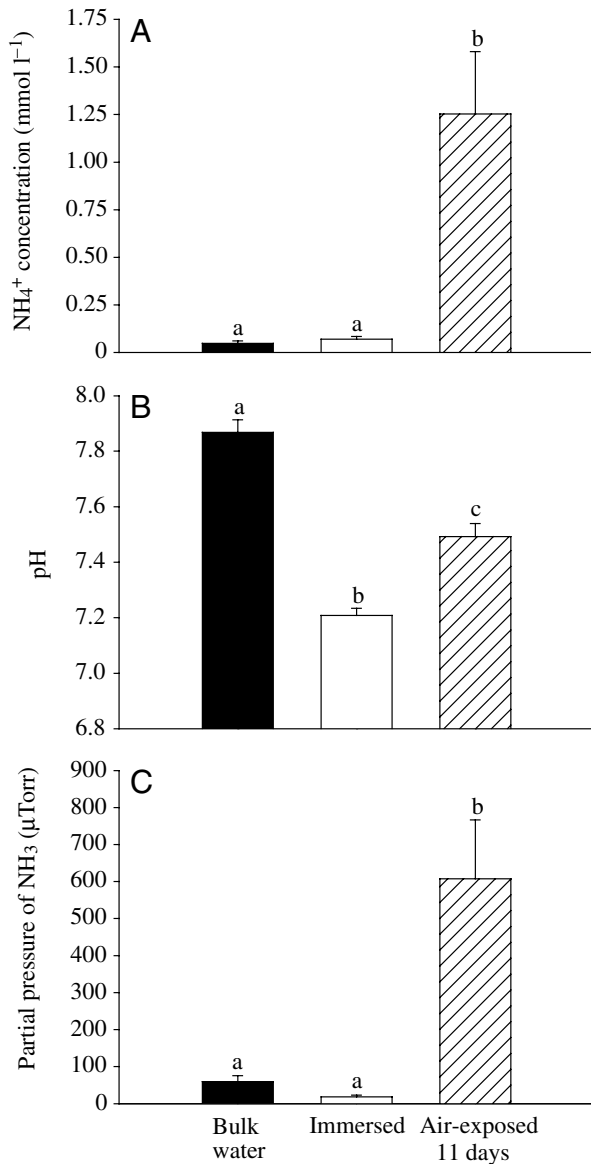 A
NH₄⁺ concentration (mmol l⁻¹)
1.75
1.50
1.25
1.00
0.75
0.50
0.25
0
a
a
b
B
pH
8.0
7.8
7.6
7.4
7.2
7.0
6.8
a
b
c
C
Partial pressure of NH₃ (µTorr)
900
800
700
600
500
400
300
200
100
0
a
a
b
Bulk water
Immersed
Air-exposed 11 days